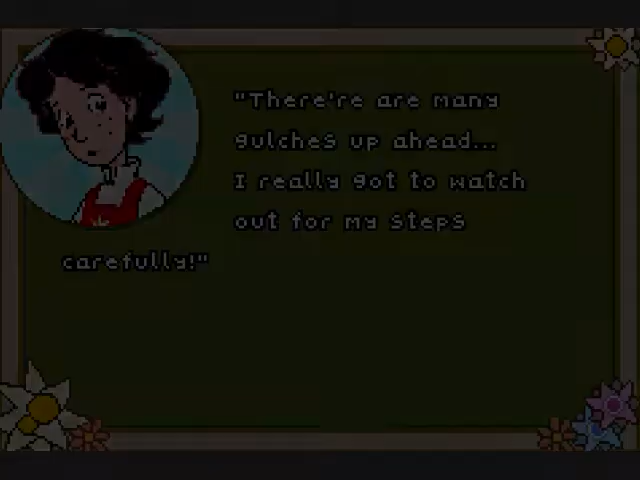 "There're are many
gulches up ahead...
I really got to watch
out for my steps
carefully!"